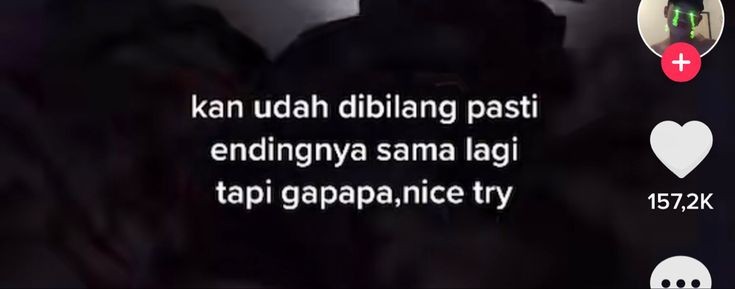 kan udah dibilang pasti
endingnya sama lagi
tapi gapapa,nice try
157,2K